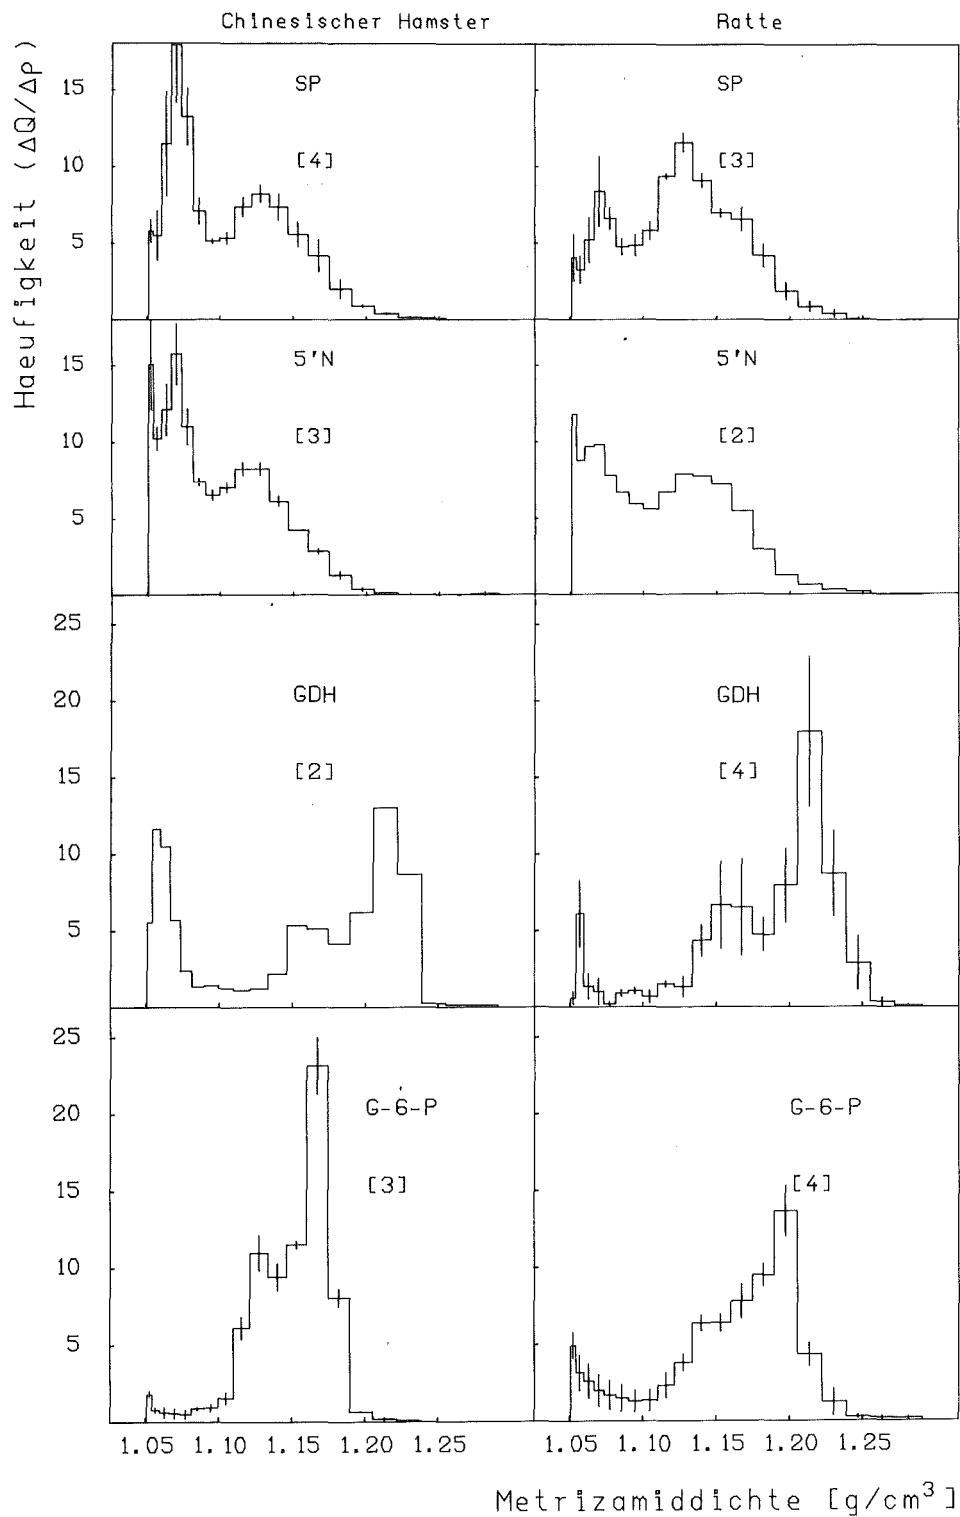 Chinesischer Hamster
Ratte
Haeufigkeit (ΔQ/Δρ)
15
10
5
SP
[4]
SP
[3]
15
10
5
5'N
[3]
5'N
[2]
25
20
15
10
5
GDH
[2]
GDH
[4]
25
20
15
10
5
G-6-P
[3]
G-6-P
[4]
1.05 1.10 1.15 1.20 1.25
1.05 1.10 1.15 1.20 1.25
Metrizamiddichte [g/cm³]